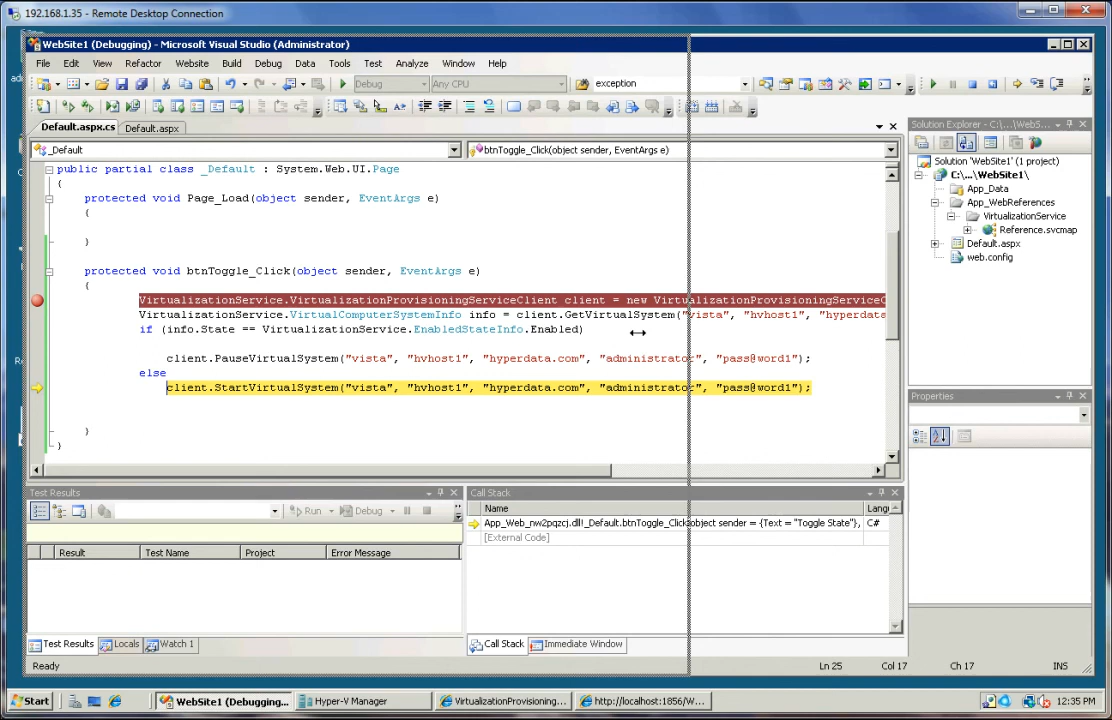 192.168.1.35 - Remote Desktop Connection
WebSite1 (Debugging) - Microsoft Visual Studio (Administrator)
File Edit View Refactor Website Build Debug Data Tools Test Analyze Window Help
Debug Any CPU exception
Default.aspx.cs Default.aspx
_Default btnToggle_Click(object sender, EventArgs e)
public partial class _Default : System.Web.UI.Page
{
protected void Page_Load(object sender, EventArgs e)
{
}
protected void btnToggle_Click(object sender, EventArgs e)
{
VirtualizationService.VirtualizationProvisioningServiceClient client = new VirtualizationProvisioningServiceC
VirtualizationService.VirtualComputerSystemInfo info = client.GetVirtualSystem("vista", "hvhost1", "hyperdata
if (info.State == VirtualizationService.EnabledStateInfo.Enabled)
client.PauseVirtualSystem("vista", "hvhost1", "hyperdata.com", "administrator", "pass@word1");
else
client.StartVirtualSystem("vista", "hvhost1", "hyperdata.com", "administrator", "pass@word1");
}
}
Solution Explorer - C:\...\WebS...
Solution 'WebSite1' (1 project)
C:\...\WebSite1\
App_Data
App_WebReferences
VirtualizationService
Reference.svcmap
Default.aspx
web.config
Properties
Test Results
Run Debug
Result Test Name Project Error Message
Test Results Locals Watch 1
Call Stack
Name Langu
App_Web_nw2pqzcj.dll!_Default.btnToggle_Click(object sender = {Text = "Toggle State"}, C#
[External Code]
Call Stack Immediate Window
Ready Ln 25 Col 17 Ch 17 INS
Start WebSite1 (Debugging... Hyper-V Manager VirtualizationProvisioning... http://localhost:1856/W... 12:35 PM